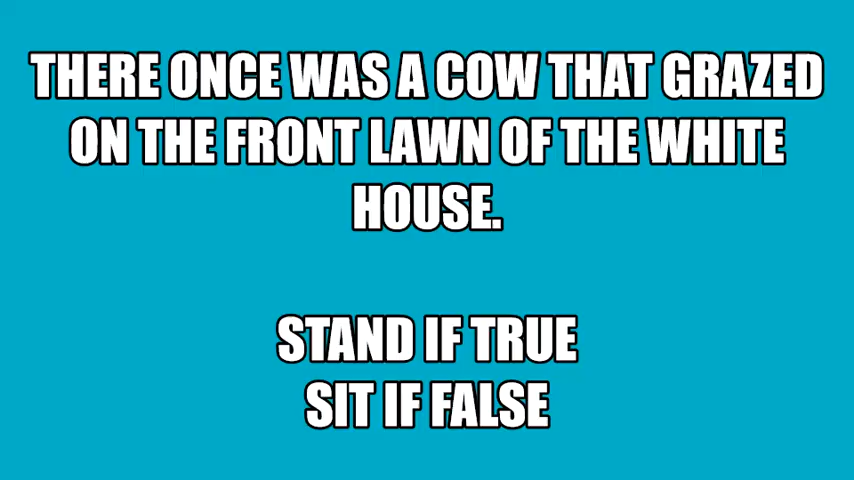 THERE ONCE WAS A COW THAT GRAZED
ON THE FRONT LAWN OF THE WHITE
HOUSE.
STAND IF TRUE
SIT IF FALSE